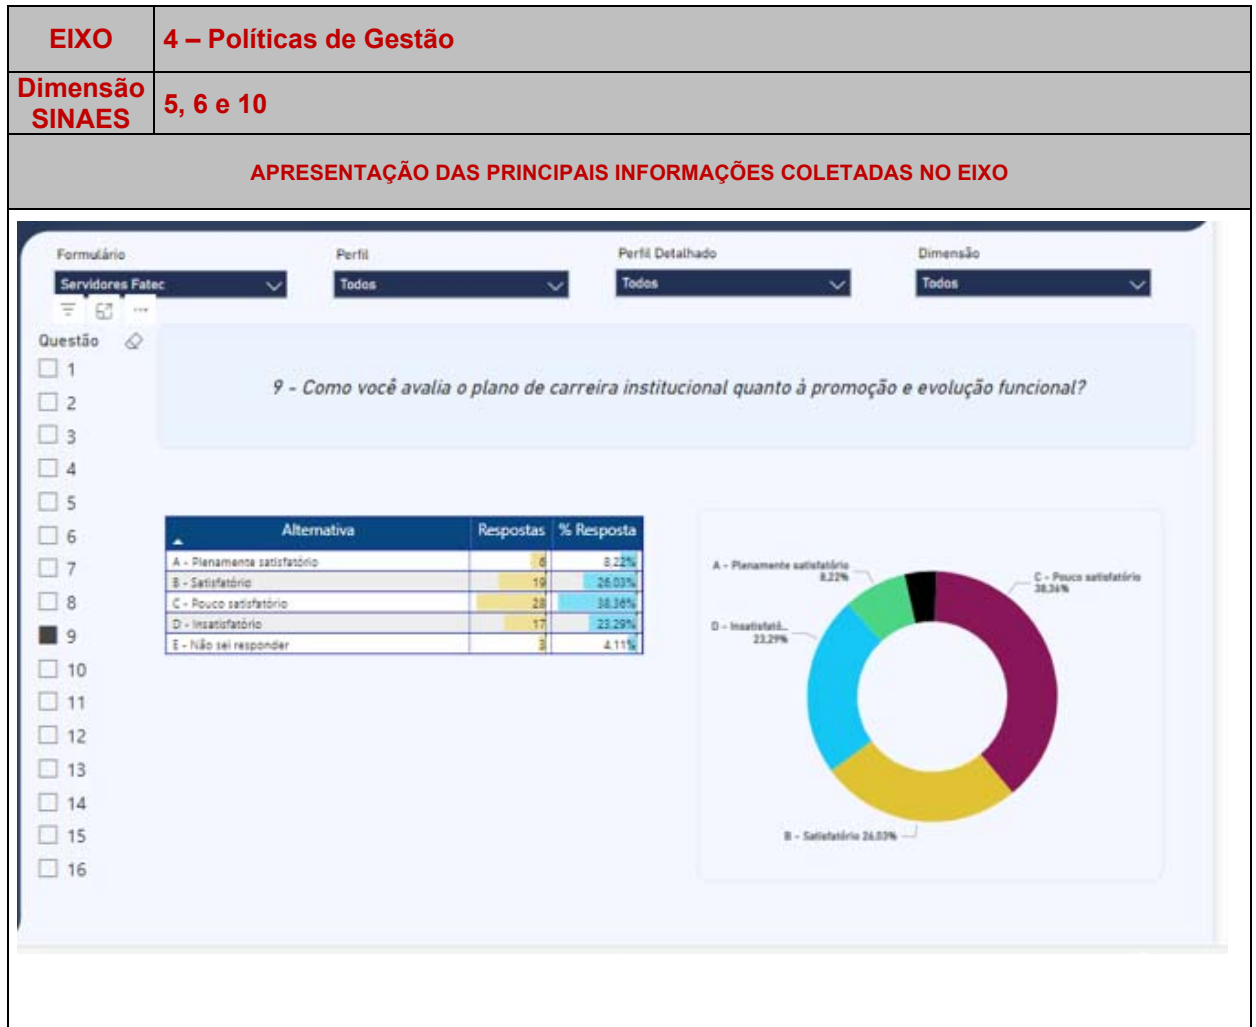 EIXO 4 – Políticas de Gestão
Dimensão SINAES 5, 6 e 10
APRESENTAÇÃO DAS PRINCIPAIS INFORMAÇÕES COLETADAS NO EIXO
Formulário Perfil Perfil Detalhado Dimensão
Servidores Fatec Todos Todos Todos
Questão
1
2
3
4
5
6
7
8
9
10
11
12
13
14
15
16
9 - Como você avalia o plano de carreira institucional quanto à promoção e evolução funcional?
Alternativa Respostas % Resposta
A - Plenamente satisfatório 6 8.22%
B - Satisfatório 19 26.03%
C - Pouco satisfatório 28 38.36%
D - Insatisfatório 17 23.29%
E - Não sei responder 3 4.11%
A - Plenamente satisfatório
8.22%
C - Pouco satisfatório
38,36%
D - Insatisfató...
23.29%
B - Satisfatório 26.03%